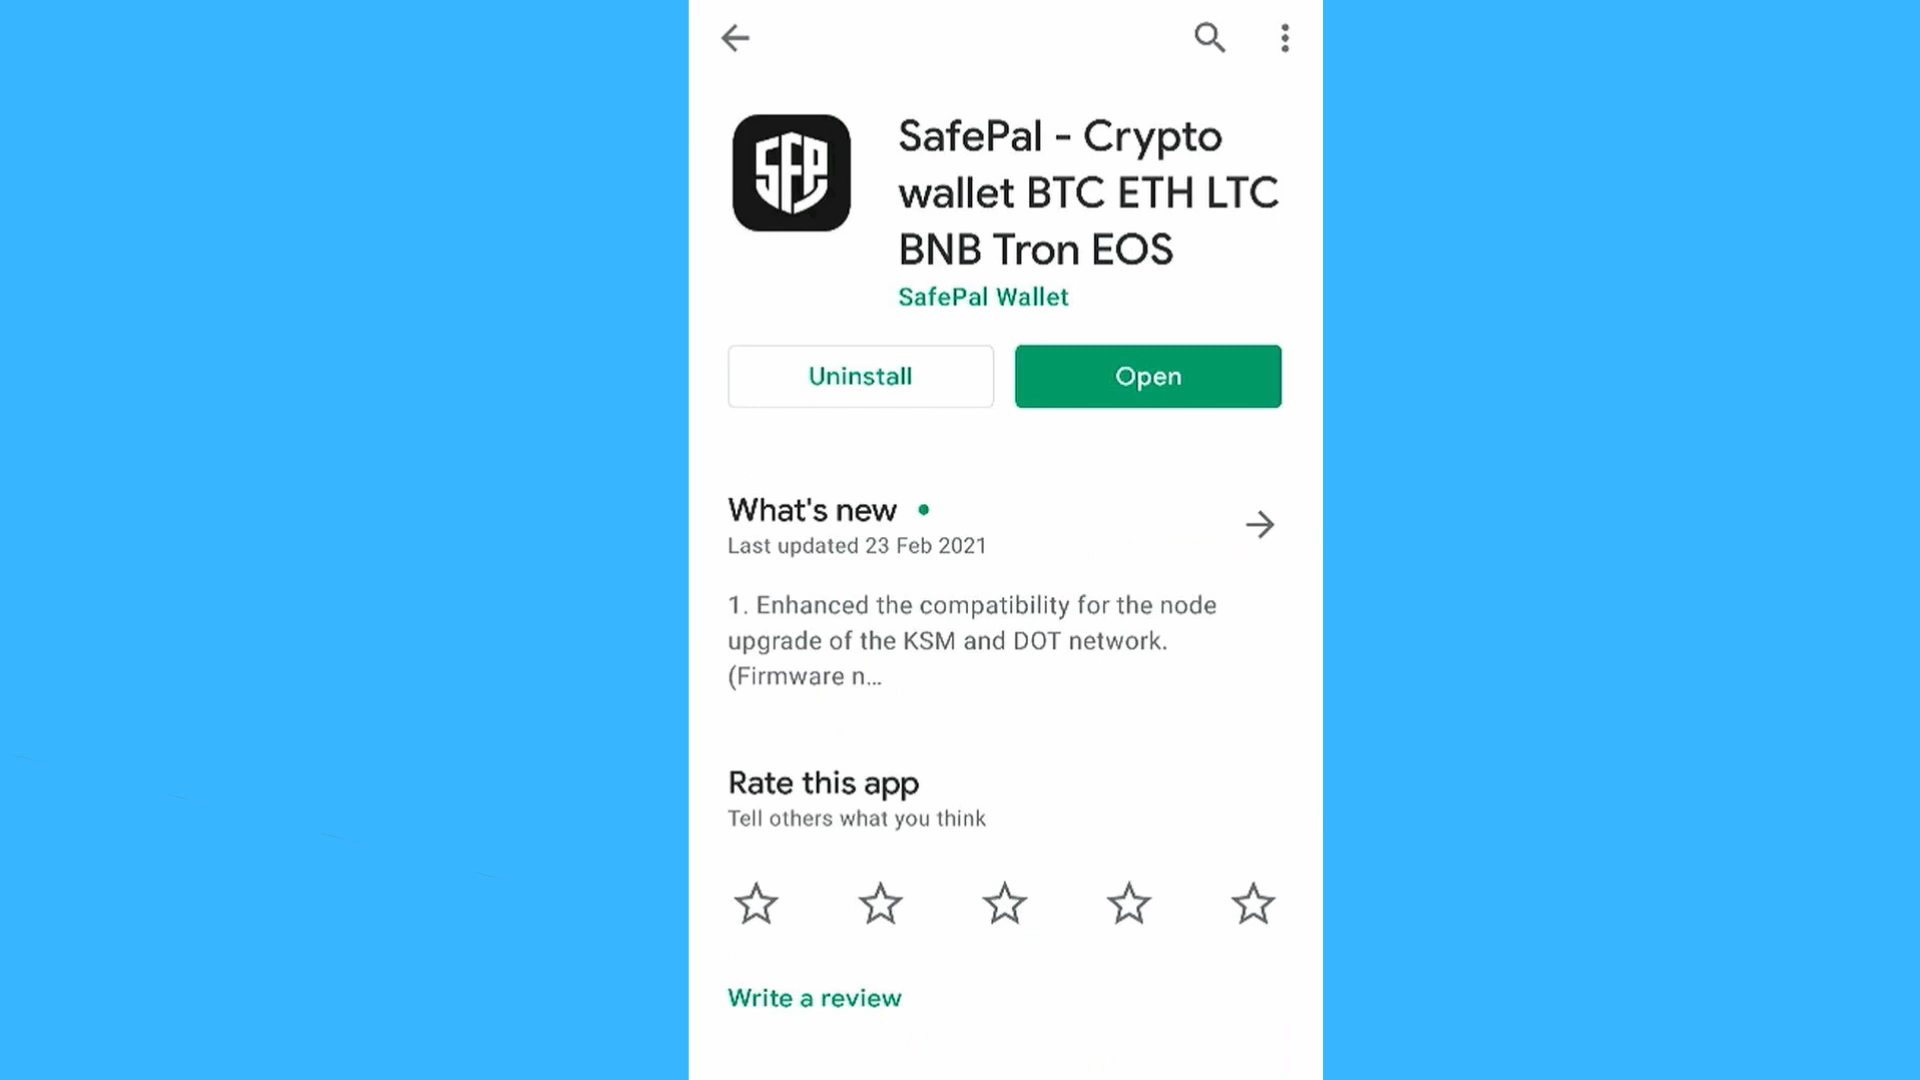 SFP
SafePal - Crypto
wallet BTC ETH LTC
BNB Tron EOS
SafePal Wallet
Uninstall
Open
What's new
Last updated 23 Feb 2021
1. Enhanced the compatibility for the node
upgrade of the KSM and DOT network.
(Firmware n...
Rate this app
Tell others what you think
Write a review